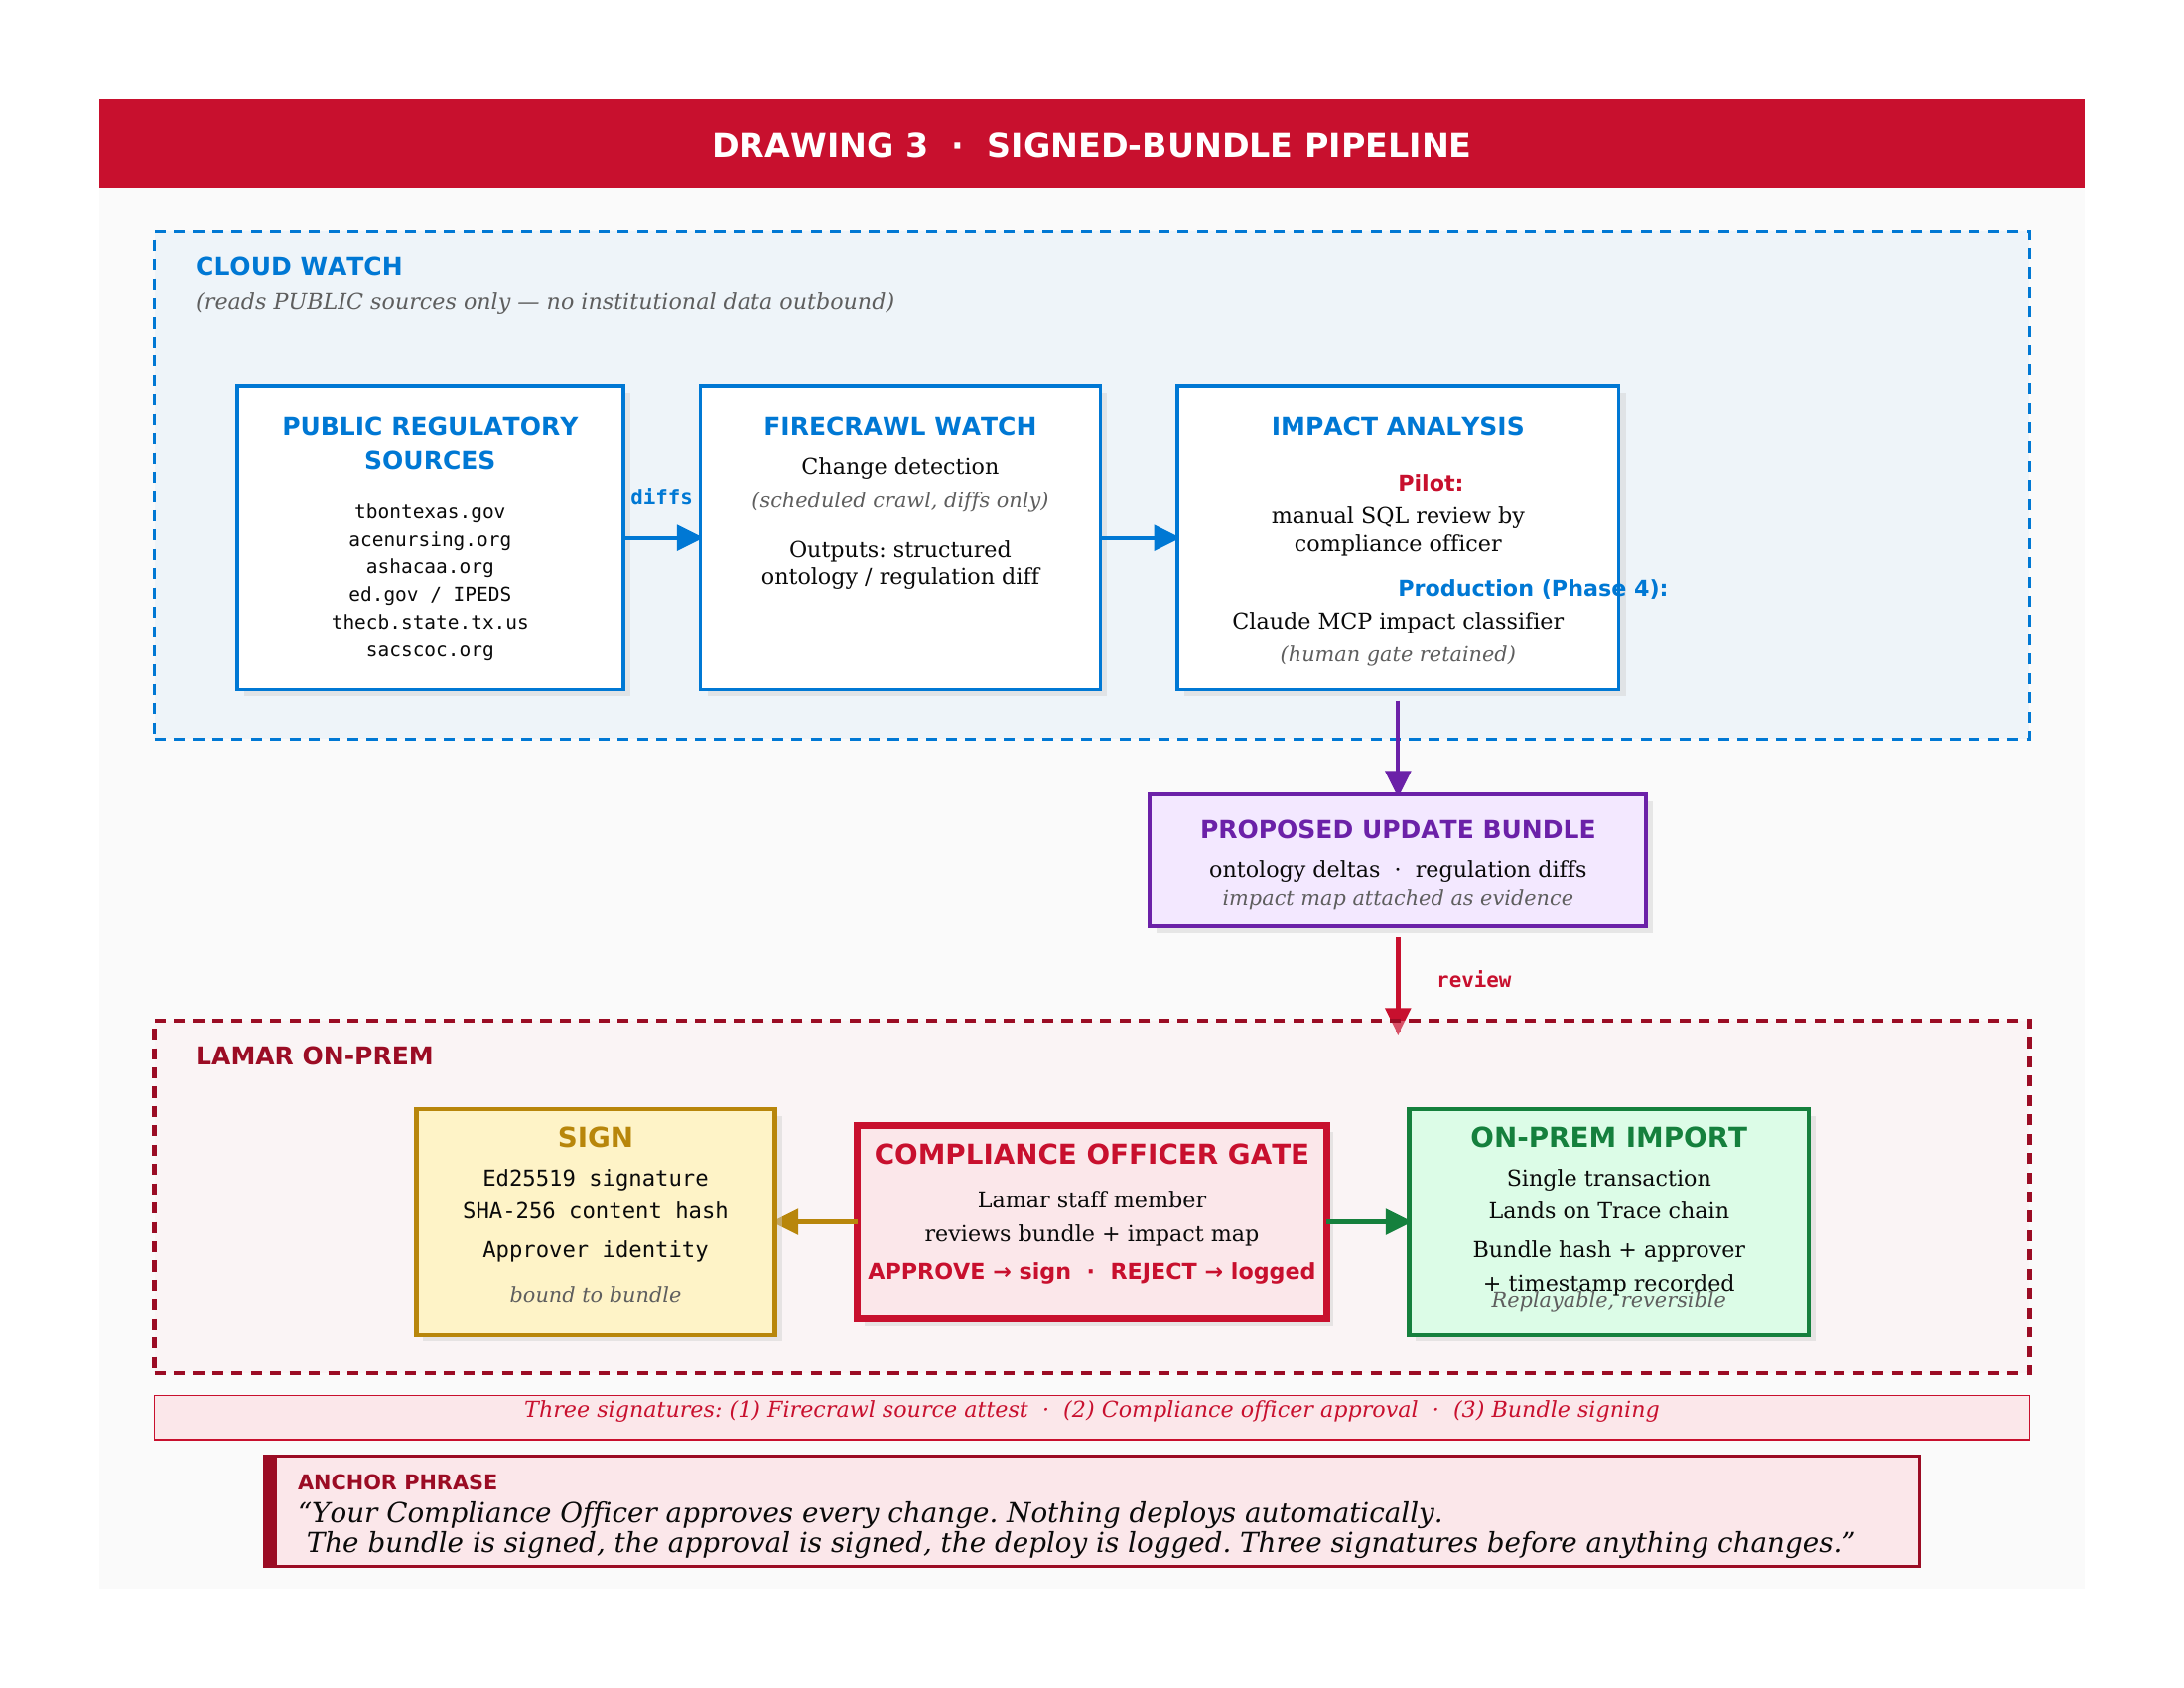 DRAWING 3 · SIGNED-BUNDLE PIPELINE
CLOUD WATCH
(reads PUBLIC sources only — no institutional data outbound)
PUBLIC REGULATORY
SOURCES
tbontexas.gov
acenursing.org
ashacaa.org
ed.gov / IPEDS
thecb.state.tx.us
sacscoc.org
diffs
FIRECRAWL WATCH
Change detection
(scheduled crawl, diffs only)
Outputs: structured
ontology / regulation diff
IMPACT ANALYSIS
Pilot:
manual SQL review by
compliance officer
Production (Phase 4):
Claude MCP impact classifier
(human gate retained)
PROPOSED UPDATE BUNDLE
ontology deltas · regulation diffs
impact map attached as evidence
review
LAMAR ON-PREM
SIGN
Ed25519 signature
SHA-256 content hash
Approver identity
bound to bundle
COMPLIANCE OFFICER GATE
Lamar staff member
reviews bundle + impact map
APPROVE → sign · REJECT → logged
ON-PREM IMPORT
Single transaction
Lands on Trace chain
Bundle hash + approver
+ timestamp recorded
Replayable, reversible
Three signatures: (1) Firecrawl source attest · (2) Compliance officer approval · (3) Bundle signing
ANCHOR PHRASE
“Your Compliance Officer approves every change. Nothing deploys automatically.
The bundle is signed, the approval is signed, the deploy is logged. Three signatures before anything changes.”